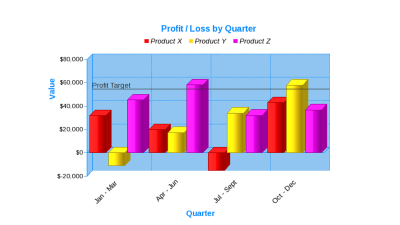 Profit / Loss by Quarter
Product X Product Y Product Z
$80,000
$60,000
Profit Target
$40,000
$20,000
$0
$-20,000
Value
Jan - Mar
Apr - Jun
Jul - Sept
Oct - Dec
Quarter